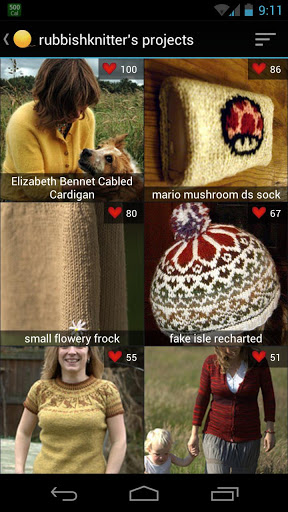 500
Cal
9:11
rubbishknitter's projects
100
86
Elizabeth Bennet Cabled
Cardigan
mario mushroom ds sock
80
67
small flowery frock
fake isle recharted
55
51